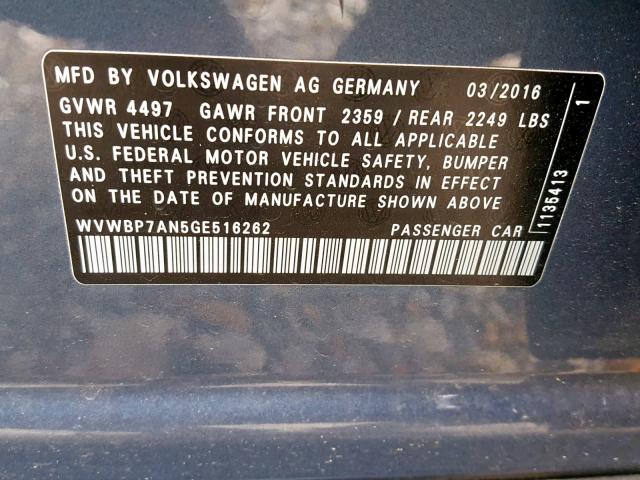 MFD BY VOLKSWAGEN AG GERMANY 03/2016
GVWR 4497 GAWR FRONT 2359 / REAR 2249 LBS
THIS VEHICLE CONFORMS TO ALL APPLICABLE
U.S. FEDERAL MOTOR VEHICLE SAFETY, BUMPER
AND THEFT PREVENTION STANDARDS IN EFFECT
ON THE DATE OF MANUFACTURE SHOWN ABOVE.
WVWBP7AN5GE516262 PASSENGER CAR
1135413 1